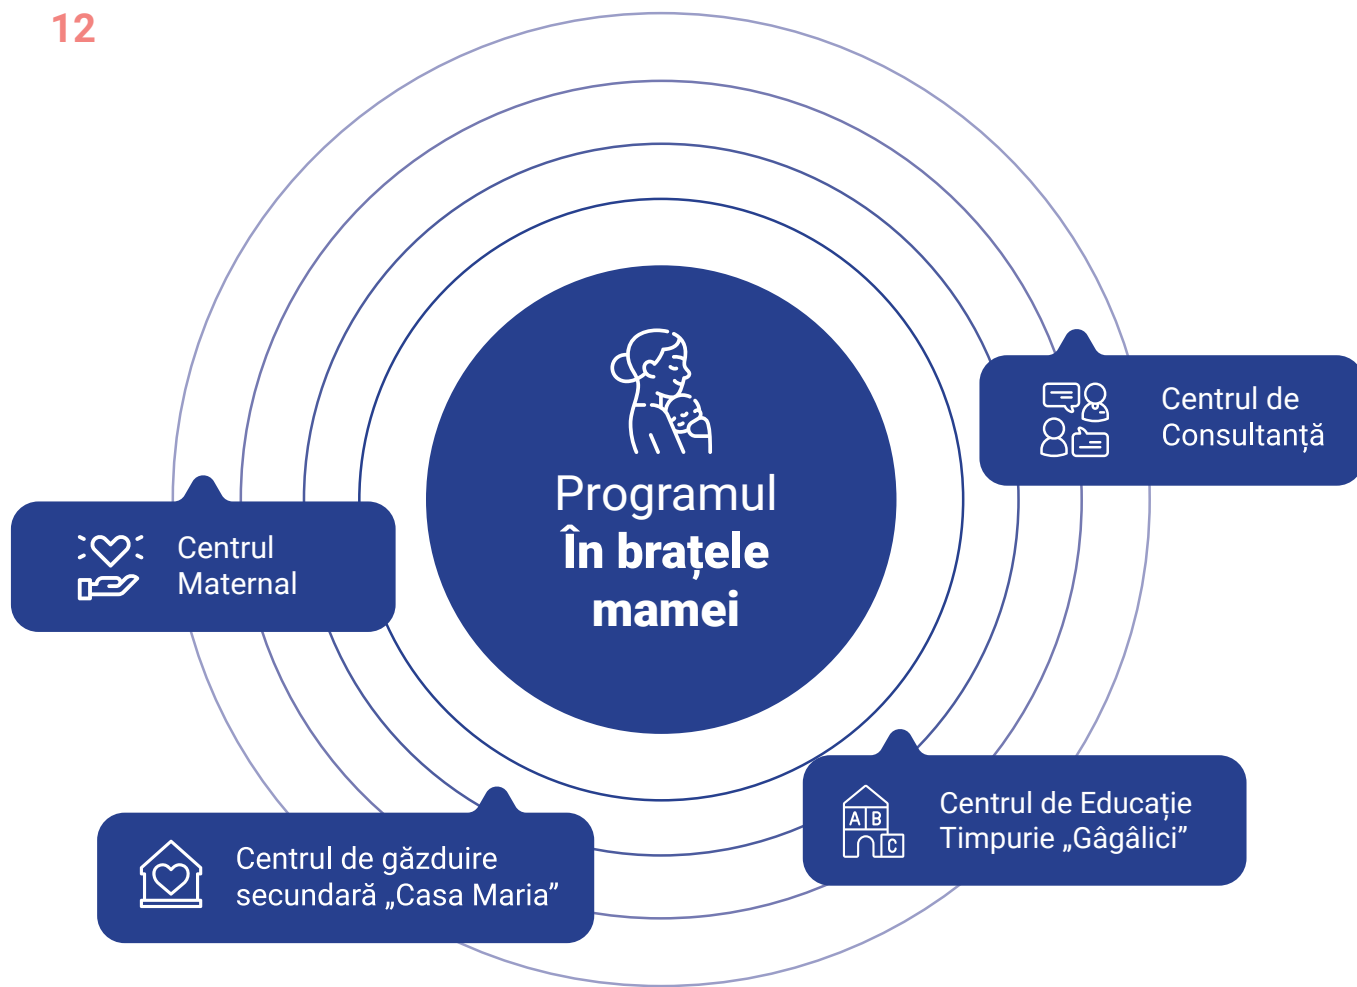 12
Programul
În brațele
mamei
Centrul de
Consultanță
Centrul
Maternal
Centrul de Educație
Timpurie „Gâgâlici”
A B
C
Centrul de găzduire
secundară „Casa Maria”